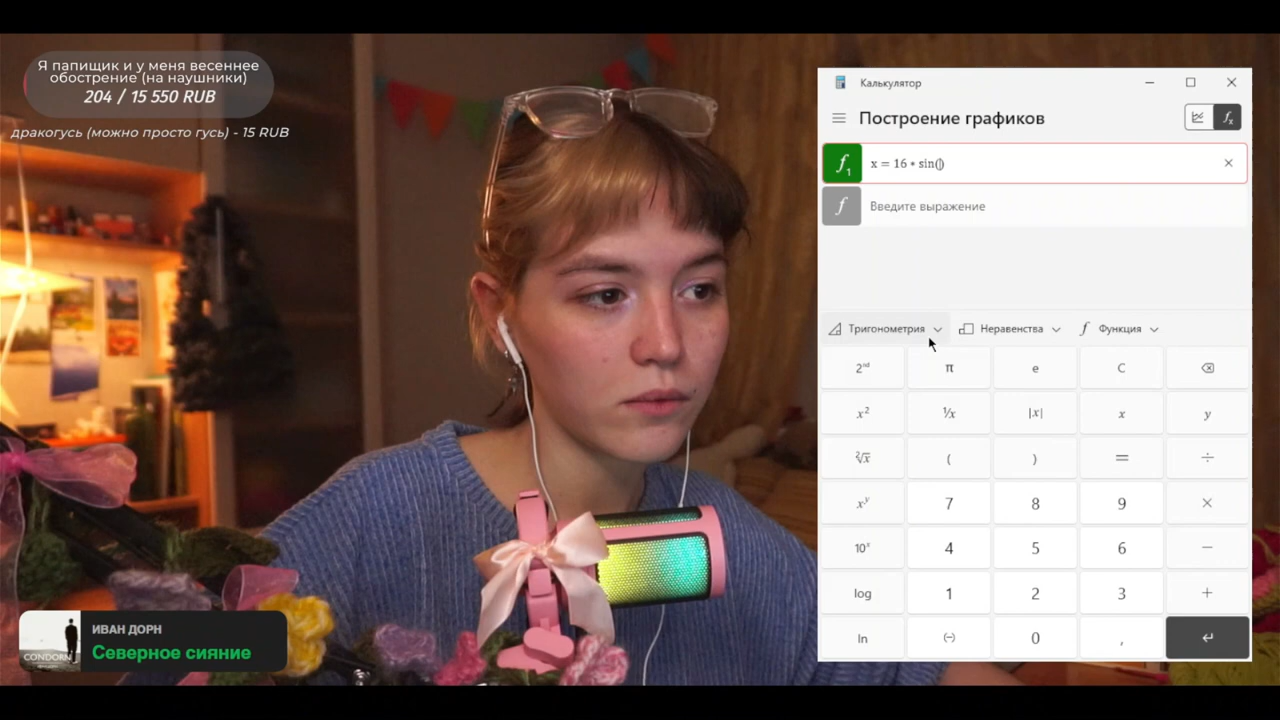 Я папищик и у меня весеннее
обострение (на наушники)
204 / 15 550 RUB
дракогусь (можно просто гусь) - 15 RUB
Калькулятор
Построение графиков
fx
f1 x = 16 * sin()
f Введите выражение
Тригонометрия Неравенства f Функция
2nd π e C
x² ¹/x |x| x y
²√x ( ) = ÷
xʸ 7 8 9 ×
10ˣ 4 5 6 −
log 1 2 3 +
ln (−) 0 ,
CONDORN
ИВАН ДОРН
Северное сияние